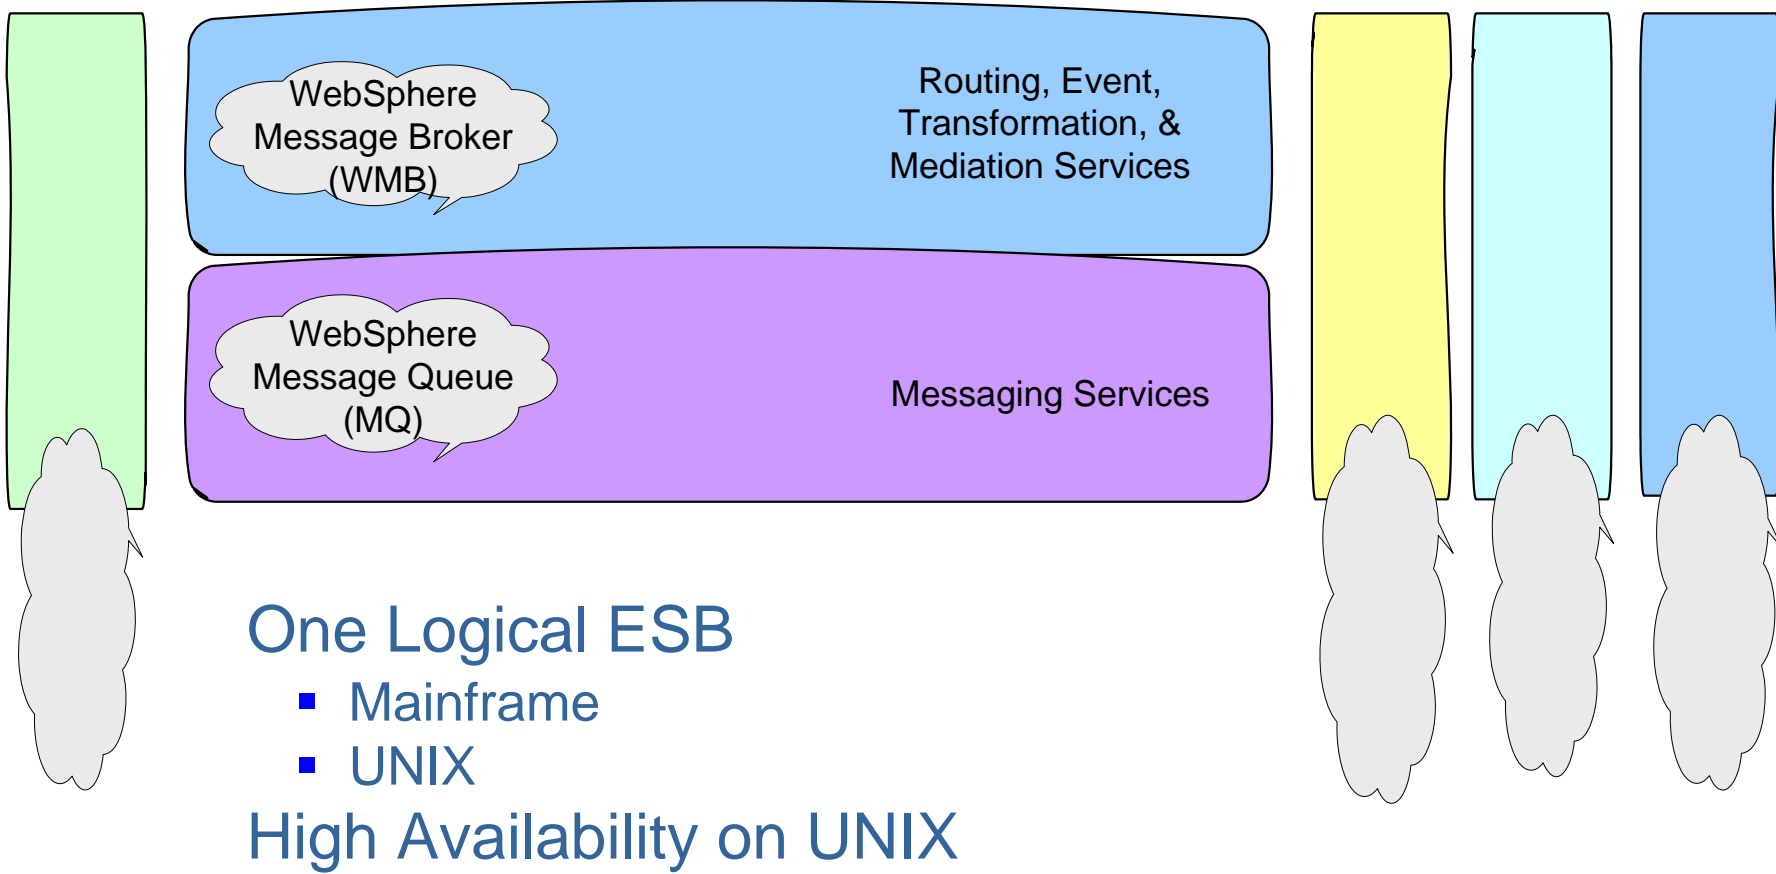 WebSphere
Message Broker
(WMB)
Routing, Event,
Transformation, &
Mediation Services
WebSphere
Message Queue
(MQ)
Messaging Services
One Logical ESB
Mainframe
UNIX
High Availability on UNIX